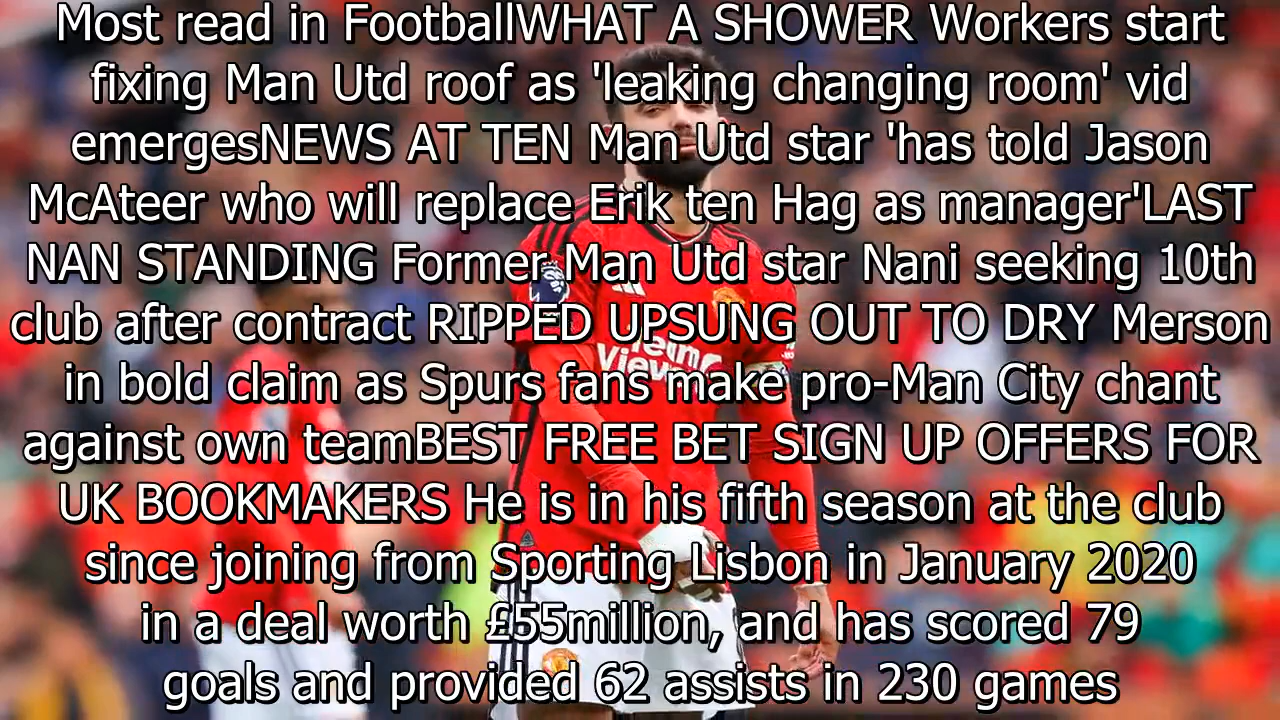 Most read in FootballWHAT A SHOWER Workers start
fixing Man Utd roof as 'leaking changing room' vid
emergesNEWS AT TEN Man Utd star 'has told Jason
McAteer who will replace Erik ten Hag as manager'LAST
NAN STANDING Former Man Utd star Nani seeking 10th
club after contract RIPPED UPSUNG OUT TO DRY Merson
in bold claim as Spurs fans make pro-Man City chant
against own teamBEST FREE BET SIGN UP OFFERS FOR
UK BOOKMAKERS He is in his fifth season at the club
since joining from Sporting Lisbon in January 2020
in a deal worth £55million, and has scored 79
goals and provided 62 assists in 230 games
Team
View